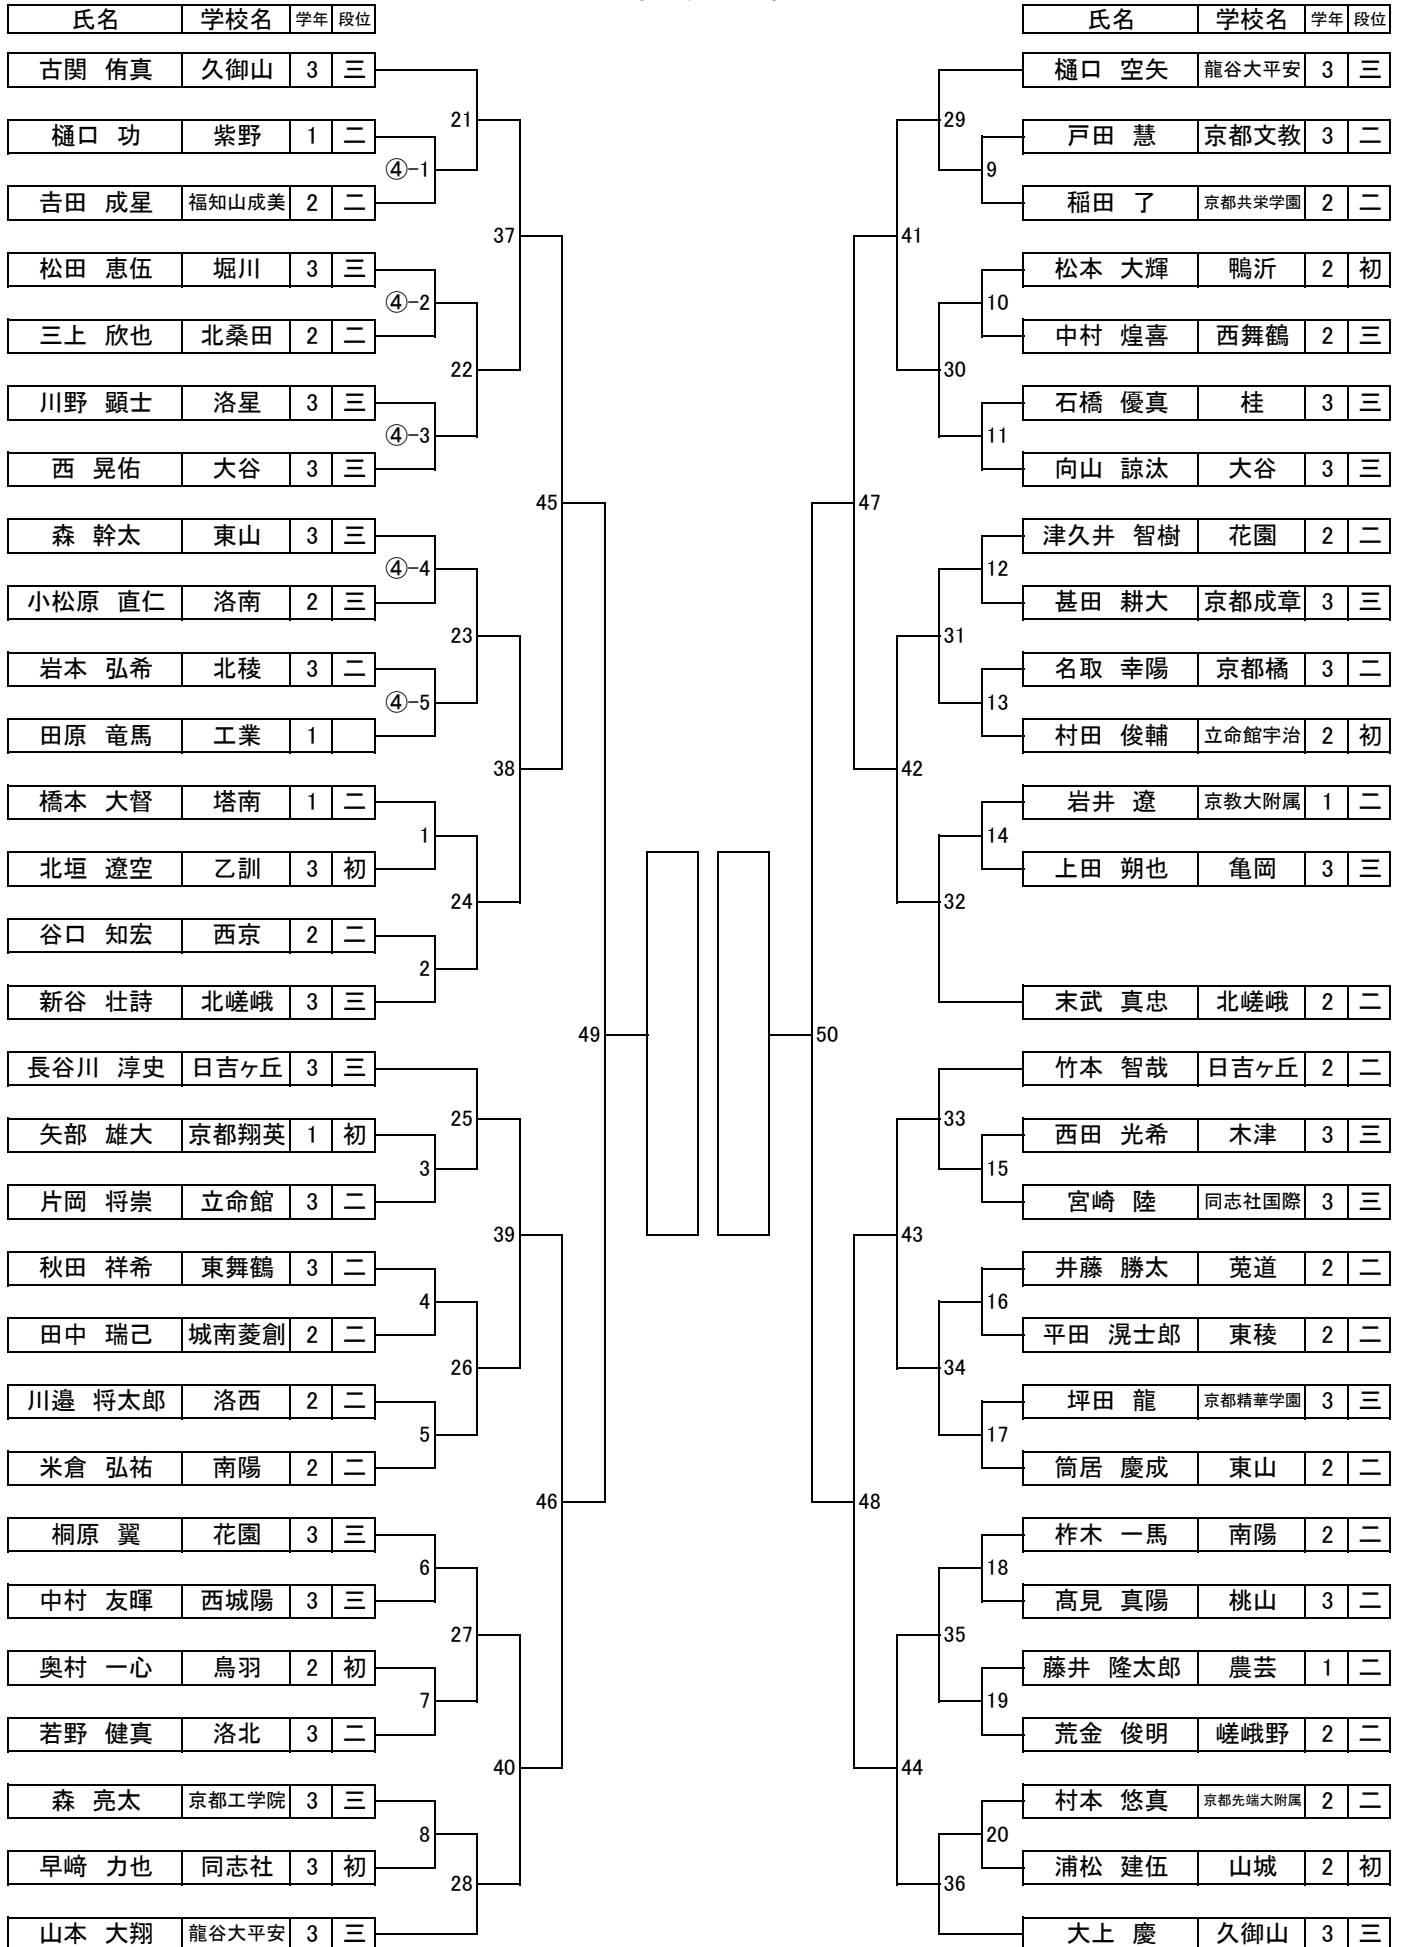 氏名 学校名 学年 段位
古関 侑真 久御山 3 三
21
樋口 功 紫野 1 二
④-1
𠮷田 成星 福知山成美 2 二
37
松田 恵伍 堀川 3 三
④-2
三上 欣也 北桑田 2 二
22
川野 顕士 洛星 3 三
④-3
西 晃佑 大谷 3 三
45
森 幹太 東山 3 三
④-4
小松原 直仁 洛南 2 三
23
岩本 弘希 北稜 3 二
④-5
田原 竜馬 工業 1
38
橋本 大督 塔南 1 二
1
北垣 遼空 乙訓 3 初
24
谷口 知宏 西京 2 二
2
新谷 壮詩 北嵯峨 3 三
49
長谷川 淳史 日吉ヶ丘 3 三
25
矢部 雄大 京都翔英 1 初
3
片岡 将崇 立命館 3 二
39
秋田 祥希 東舞鶴 3 二
4
田中 瑞己 城南菱創 2 二
26
川邉 将太郎 洛西 2 二
5
米倉 弘祐 南陽 2 二
46
桐原 翼 花園 3 三
6
中村 友暉 西城陽 3 三
27
奥村 一心 鳥羽 2 初
7
若野 健真 洛北 3 二
40
森 亮太 京都工学院 3 三
8
早﨑 力也 同志社 3 初
28
山本 大翔 龍谷大平安 3 三
氏名 学校名 学年 段位
樋口 空矢 龍谷大平安 3 三
29
戸田 慧 京都文教 3 二
9
稲田 了 京都共栄学園 2 二
41
松本 大輝 鴨沂 2 初
10
中村 煌喜 西舞鶴 2 三
30
石橋 優真 桂 3 三
11
向山 諒汰 大谷 3 三
47
津久井 智樹 花園 2 二
12
甚田 耕大 京都成章 3 三
31
名取 幸陽 京都橘 3 二
13
村田 俊輔 立命館宇治 2 初
42
岩井 遼 京教大附属 1 二
14
上田 朔也 亀岡 3 三
32
末武 真忠 北嵯峨 2 二
50
竹本 智哉 日吉ヶ丘 2 二
33
西田 光希 木津 3 三
15
宮崎 陸 同志社国際 3 三
43
井藤 勝太 莵道 2 二
16
平田 滉士郎 東稜 2 二
34
坪田 龍 京都精華学園 3 三
17
筒居 慶成 東山 2 二
48
柞木 一馬 南陽 2 二
18
髙見 真陽 桃山 3 二
35
藤井 隆太郎 農芸 1 二
19
荒金 俊明 嵯峨野 2 二
44
村本 悠真 京都先端大附属 2 二
20
浦松 建伍 山城 2 初
36
大上 慶 久御山 3 三